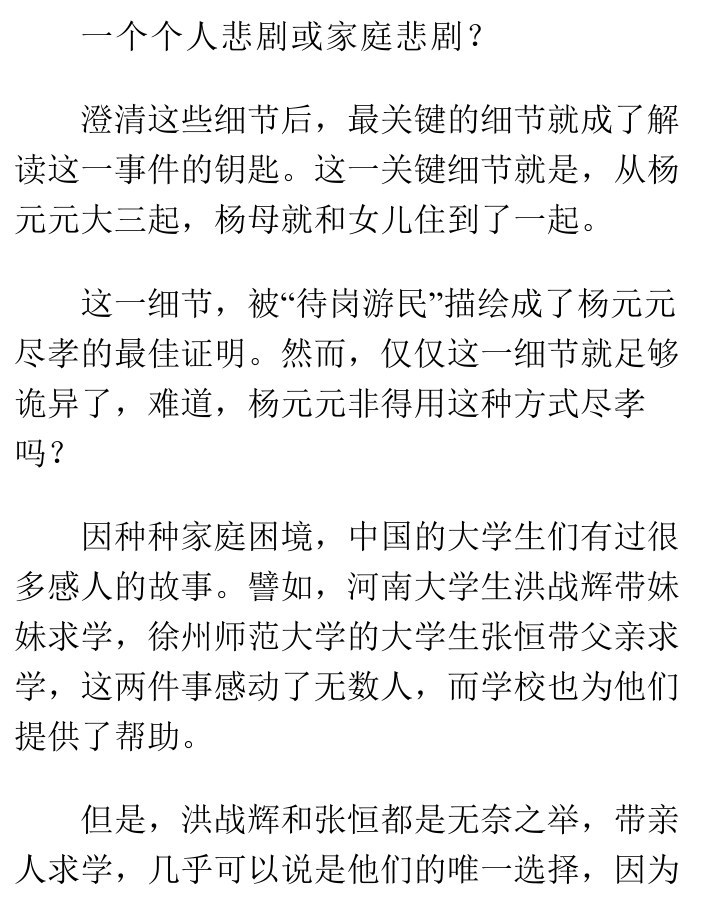 一个个人悲剧或家庭悲剧？
澄清这些细节后，最关键的细节就成了解
读这一事件的钥匙。这一关键细节就是，从杨
元元大三起，杨母就和女儿住到了一起。
这一细节，被“待岗游民”描绘成了杨元元
尽孝的最佳证明。然而，仅仅这一细节就足够
诡异了，难道，杨元元非得用这种方式尽孝
吗？
因种种家庭困境，中国的大学生们有过很
多感人的故事。譬如，河南大学生洪战辉带妹
妹求学，徐州师范大学的大学生张恒带父亲求
学，这两件事感动了无数人，而学校也为他们
提供了帮助。
但是，洪战辉和张恒都是无奈之举，带亲
人求学，几乎可以说是他们的唯一选择，因为